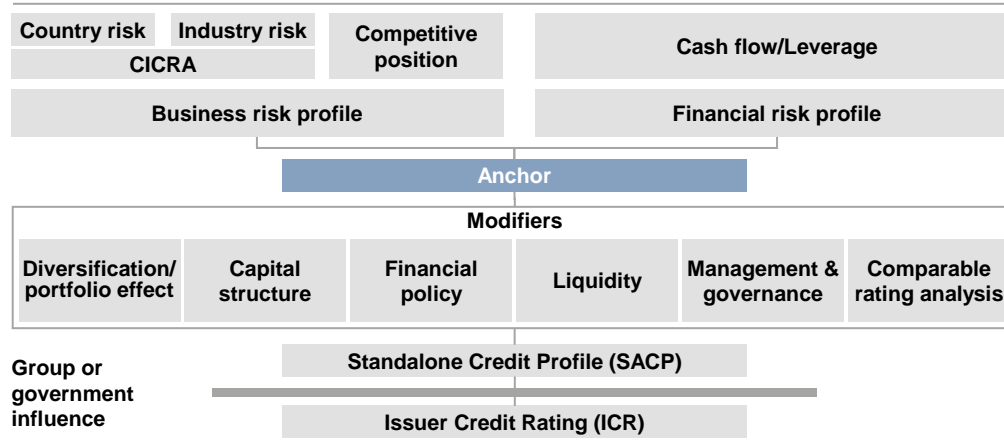 Country risk
Industry risk
CICRA
Competitive
position
Cash flow/Leverage
Business risk profile
Financial risk profile
Anchor
Modifiers
Diversification/
portfolio effect
Capital
structure
Financial
policy
Liquidity
Management &
governance
Comparable
rating analysis
Group or
government
influence
Standalone Credit Profile (SACP)
Issuer Credit Rating (ICR)